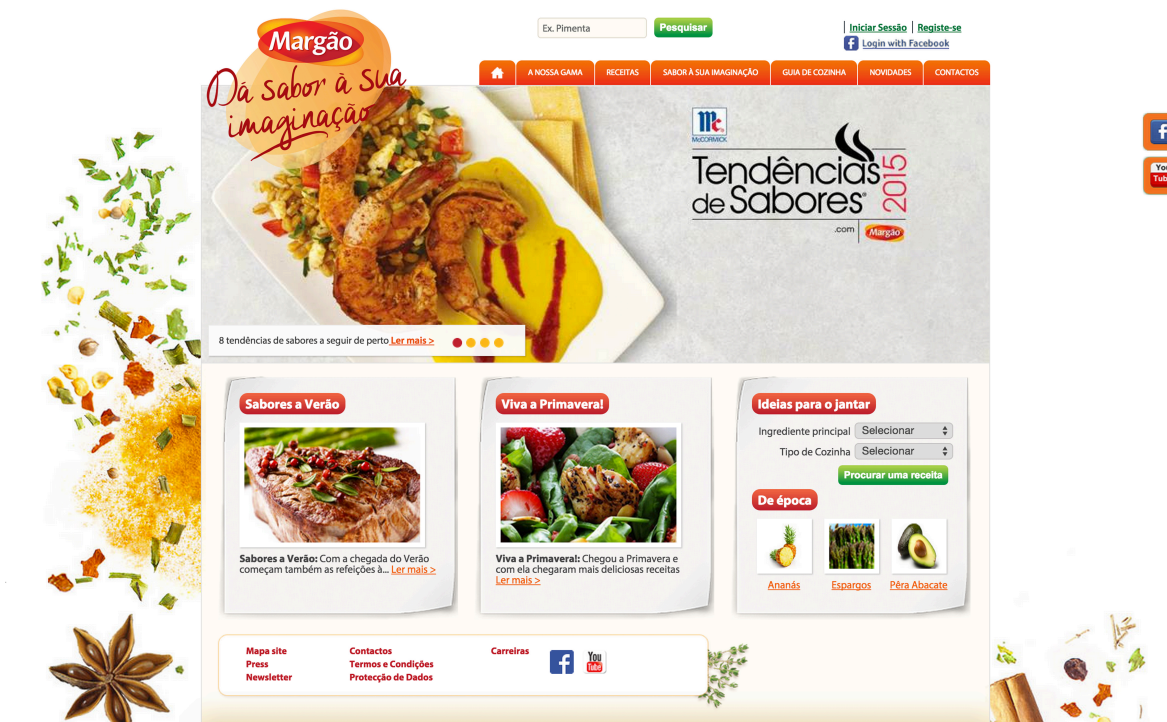 Margão
Dá sabor à sua
imaginação
Ex. Pimenta
Pesquisar
Iniciar Sessão
Registe-se
Login with Facebook
A NOSSA GAMA
RECEITAS
SABOR À SUA IMAGINAÇÃO
GUIA DE COZINHA
NOVIDADES
CONTACTOS
Mc
McCORMICK
Tendências
de Sabores®
2015
.com
Margão
8 tendências de sabores a seguir de perto Ler mais >
f
You
Tub
Sabores a Verão
Sabores a Verão: Com a chegada do Verão
começam também as refeições à... Ler mais >
Viva a Primavera!
Viva a Primavera!: Chegou a Primavera e
com ela chegaram mais deliciosas receitas
Ler mais >
Ideias para o jantar
Ingrediente principal Selecionar
Tipo de Cozinha Selecionar
Procurar uma receita
De época
Ananás
Espargos
Pêra Abacate
Mapa site
Press
Newsletter
Contactos
Termos e Condições
Protecção de Dados
Carreiras
f
You
Tube